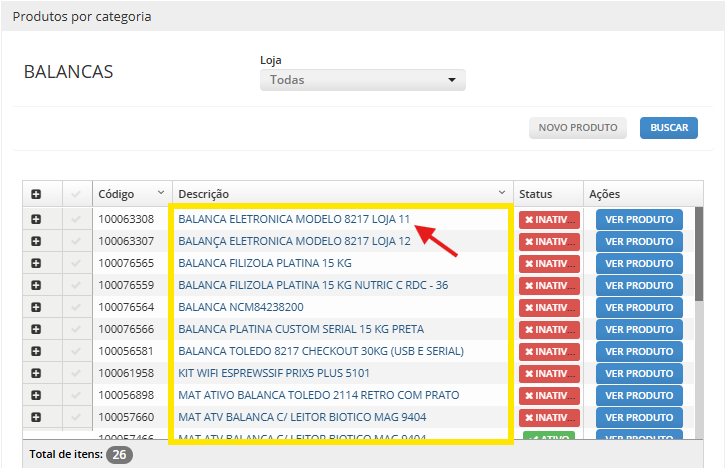 Produtos por categoria
Loja
BALANCAS
Todas
NOVO PRODUTO BUSCAR
Código Descrição Status Ações
100063308 BALANCA ELETRONICA MODELO 8217 LOJA 11 INATIV... VER PRODUTO
100063307 BALANÇA ELETRONICA MODELO 8217 LOJA 12 INATIV... VER PRODUTO
100076565 BALANCA FILIZOLA PLATINA 15 KG INATIV... VER PRODUTO
100076559 BALANCA FILIZOLA PLATINA 15 KG NUTRIC C RDC - 36 INATIV... VER PRODUTO
100076564 BALANCA NCM84238200 INATIV... VER PRODUTO
100076566 BALANCA PLATINA CUSTOM SERIAL 15 KG PRETA INATIV... VER PRODUTO
100056581 BALANCA TOLEDO 8217 CHECKOUT 30KG (USB E SERIAL) INATIV... VER PRODUTO
100061958 KIT WIFI ESPREWSSIF PRIX5 PLUS 5101 INATIV... VER PRODUTO
100056898 MAT ATIVO BALANCA TOLEDO 2114 RETRO COM PRATO INATIV... VER PRODUTO
100057660 MAT ATV BALANCA C/ LEITOR BIOTICO MAG 9404 INATIV... VER PRODUTO
100057466 MAT ATV BALANCA C/ LEITOR BIOTICO MAG 9404 ATIVO VER PRODUTO
Total de itens: 26